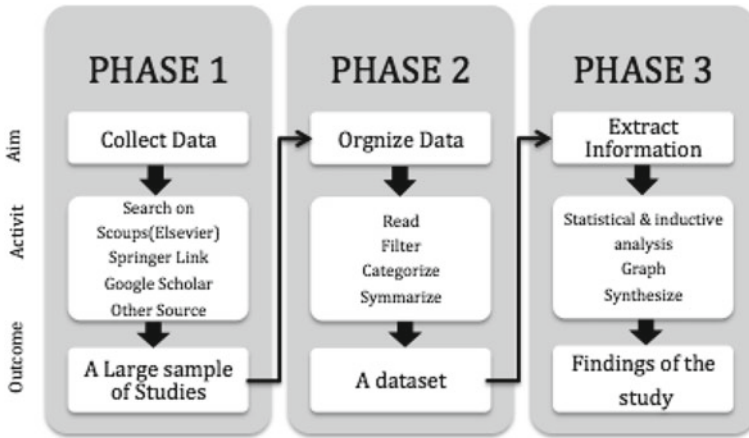 PHASE 1
PHASE 2
PHASE 3
Aim
Collect Data
Orgnize Data
Extract
Information
Activit
Search on
Scoups(Elsevier)
Springer Link
Google Scholar
Other Source
Read
Filter
Categorize
Symmarize
Statistical & inductive
analysis
Graph
Synthesize
Outcome
A Large sample
of Studies
A dataset
Findings of the
study